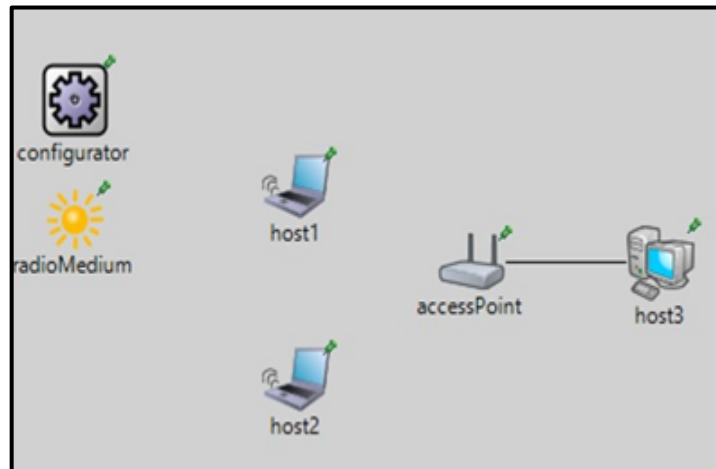 configurator
radioMedium
host1
accessPoint
host3
host2